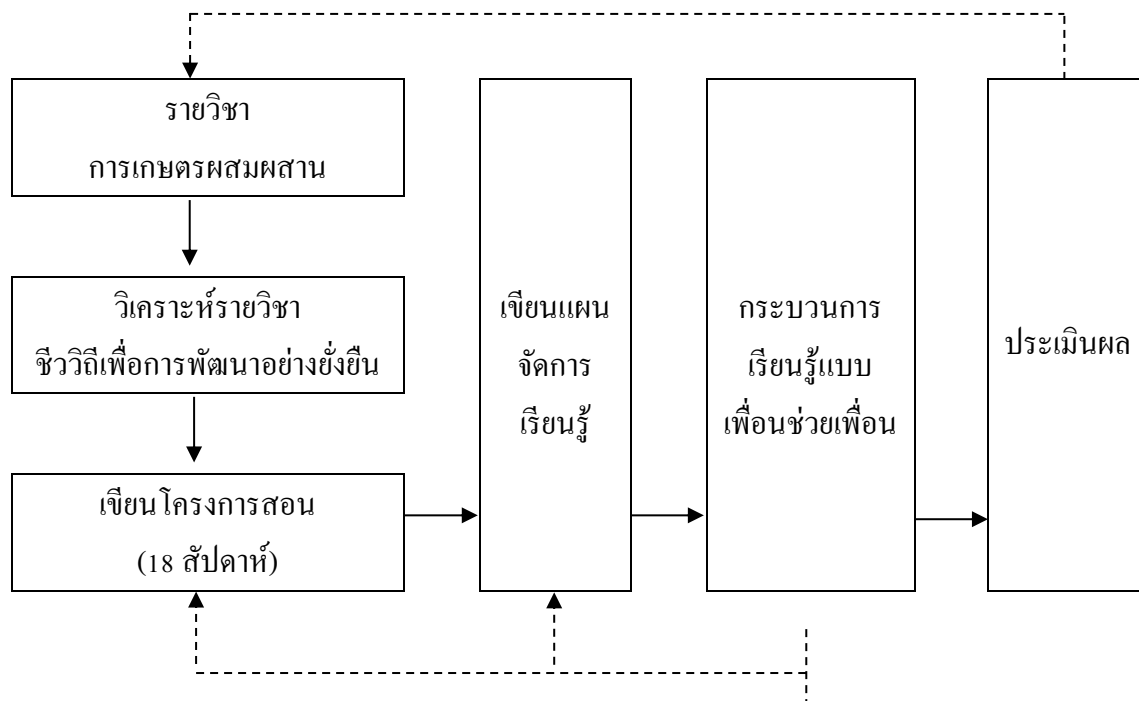 รายวิชา
การเกษตรผสมผสาน
วิเคราะห์รายวิชา
ชีววิถีเพื่อการพัฒนาอย่างยั่งยืน
เขียนโครงการสอน
(18 สัปดาห์)
เขียนแผน
จัดการ
เรียนรู้
กระบวนการ
เรียนรู้แบบ
เพื่อนช่วยเพื่อน
ประเมินผล